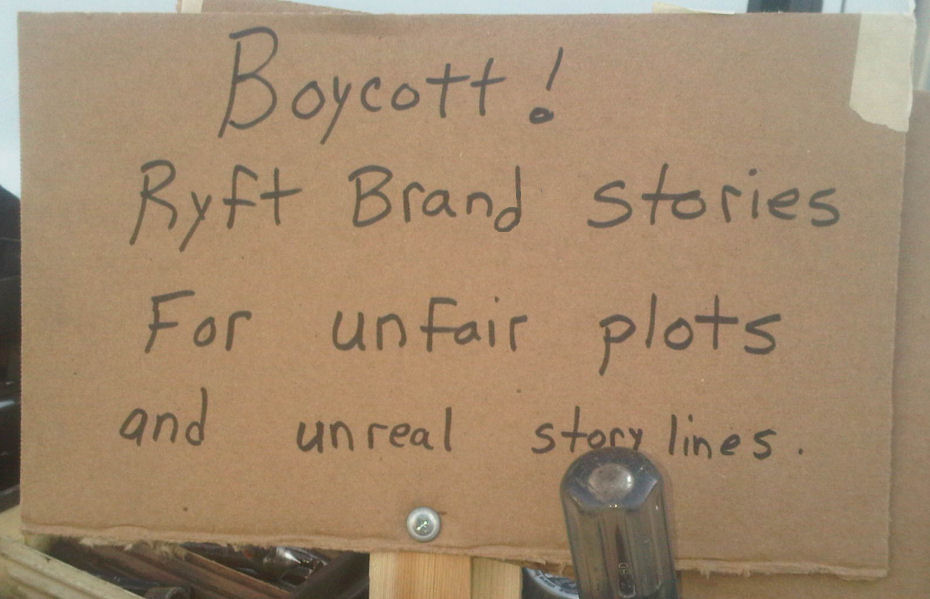 Boycott!
Ryft Brand stories
For unfair plots
and unreal story lines.